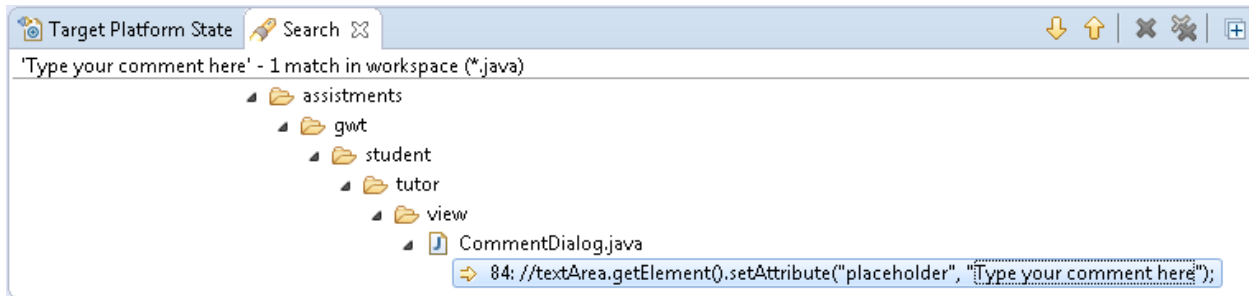 Target Platform State Search
'Type your comment here' - 1 match in workspace (*.java)
assistments
gwt
student
tutor
view
CommentDialog.java
84: //textArea.getElement().setAttribute("placeholder", "Type your comment here");